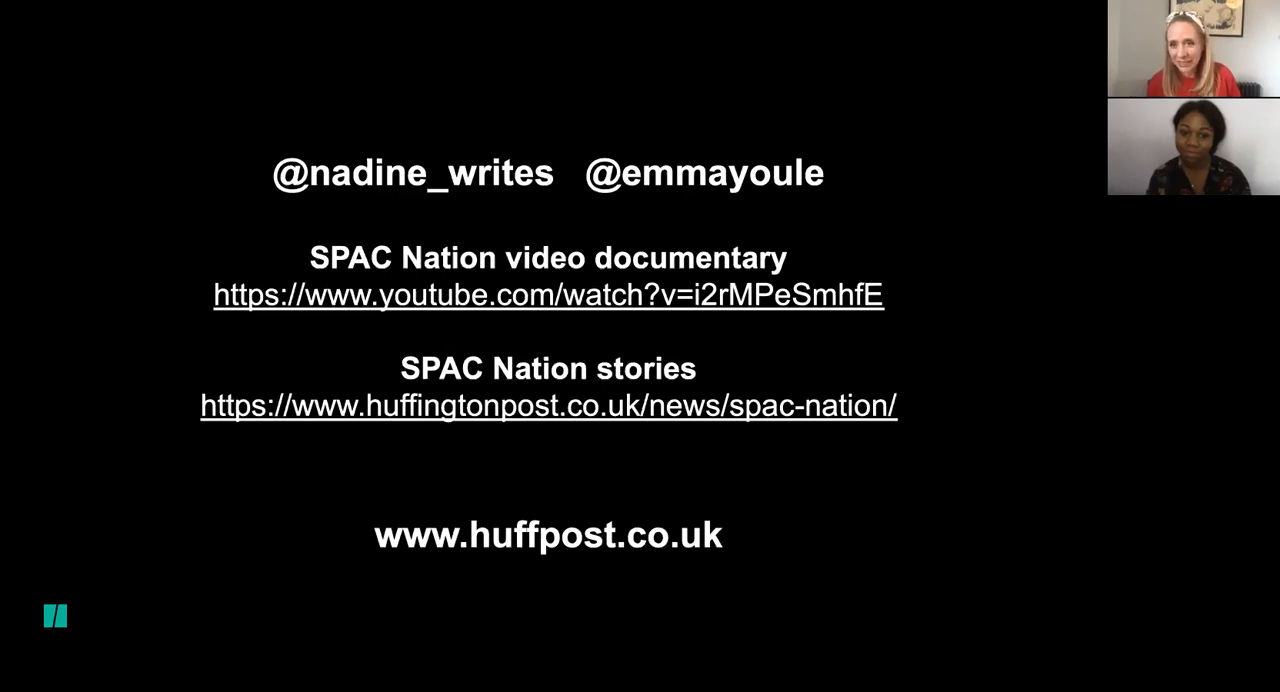 @nadine_writes @emmayoule
SPAC Nation video documentary
https://www.youtube.com/watch?v=i2rMPeSmhfE
SPAC Nation stories
https://www.huffingtonpost.co.uk/news/spac-nation/
www.huffpost.co.uk